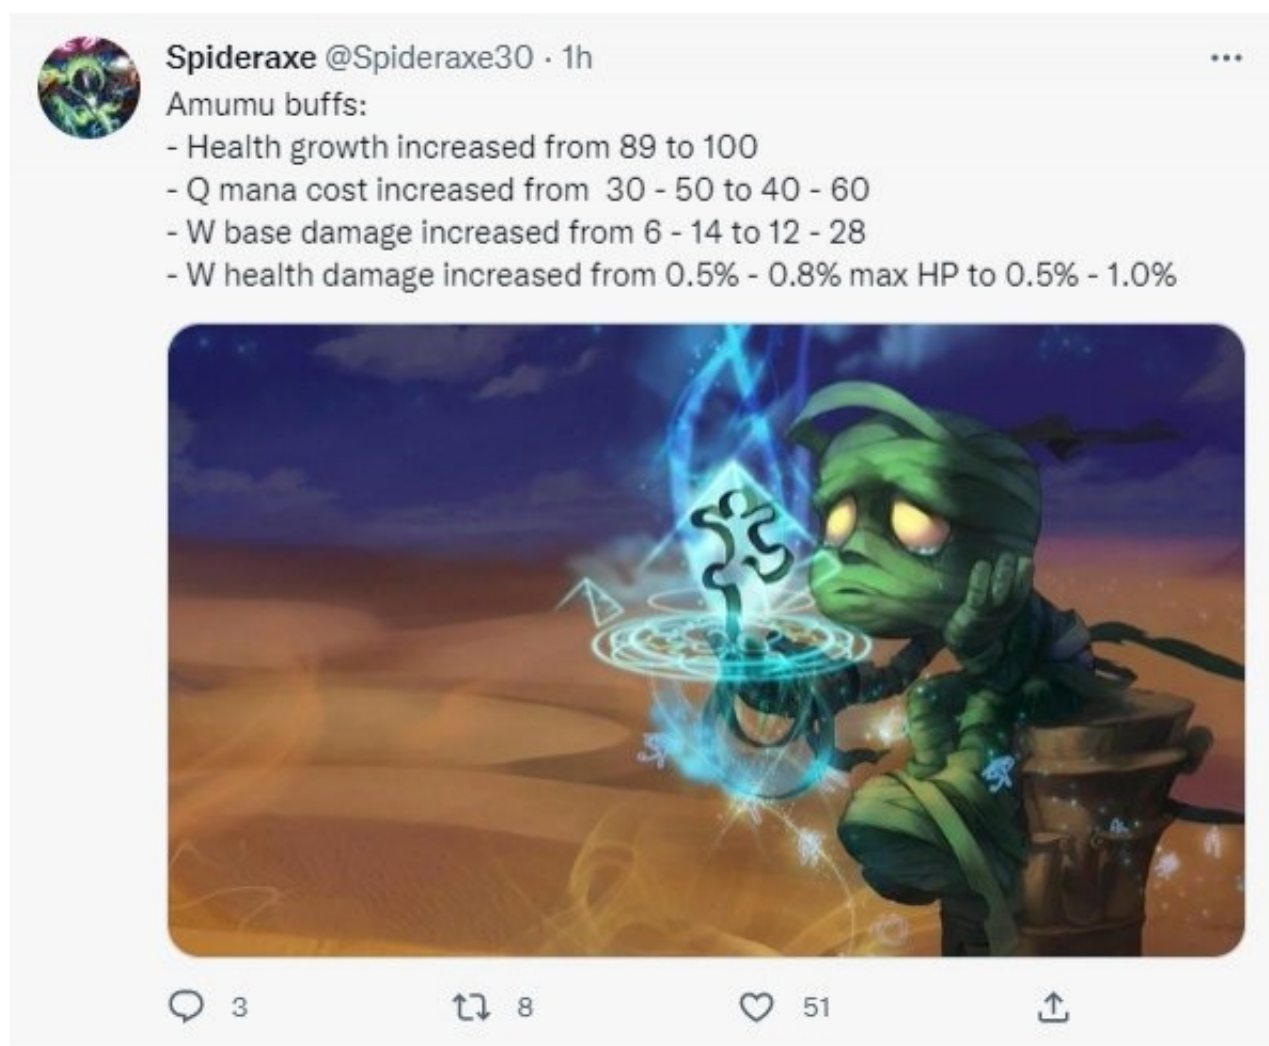 Spideraxe @Spideraxe30 · 1h
Amumu buffs:
- Health growth increased from 89 to 100
- Q mana cost increased from  30 - 50 to 40 - 60
- W base damage increased from 6 - 14 to 12 - 28
- W health damage increased from 0.5% - 0.8% max HP to 0.5% - 1.0%
3 8 51